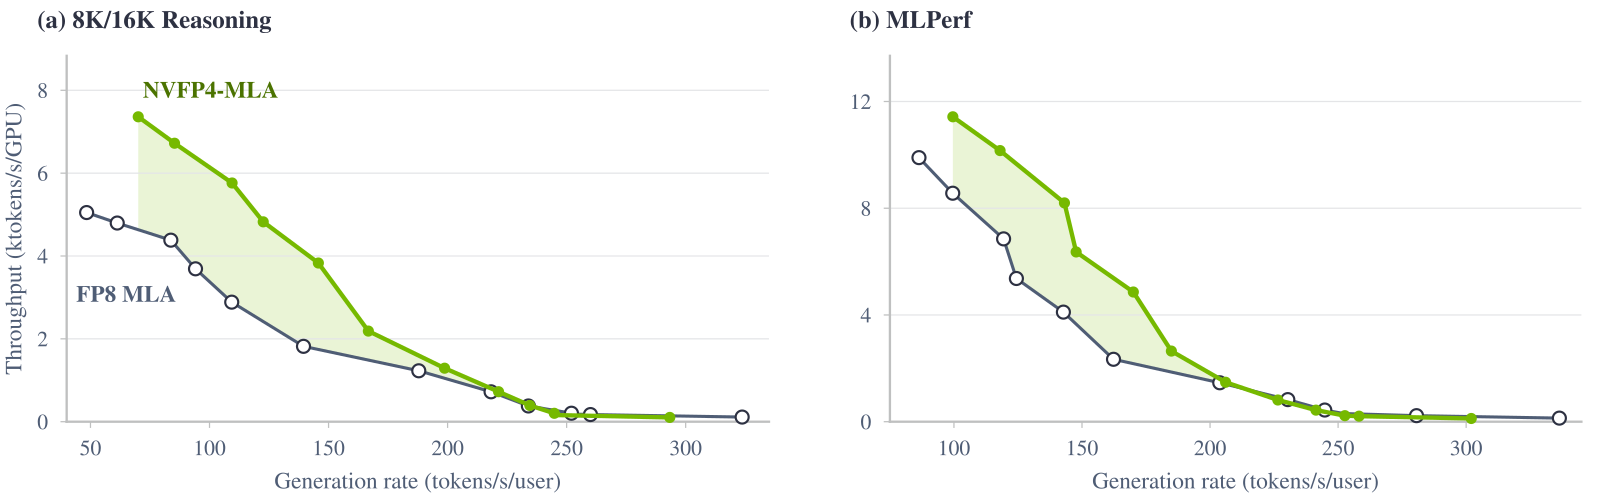 (a) 8K/16K Reasoning
NVFP4-MLA
FP8 MLA
Throughput (ktokens/s/GPU)
8
6
4
2
0
50 100 150 200 250 300
Generation rate (tokens/s/user)
(b) MLPerf
12
8
4
0
100 150 200 250 300
Generation rate (tokens/s/user)